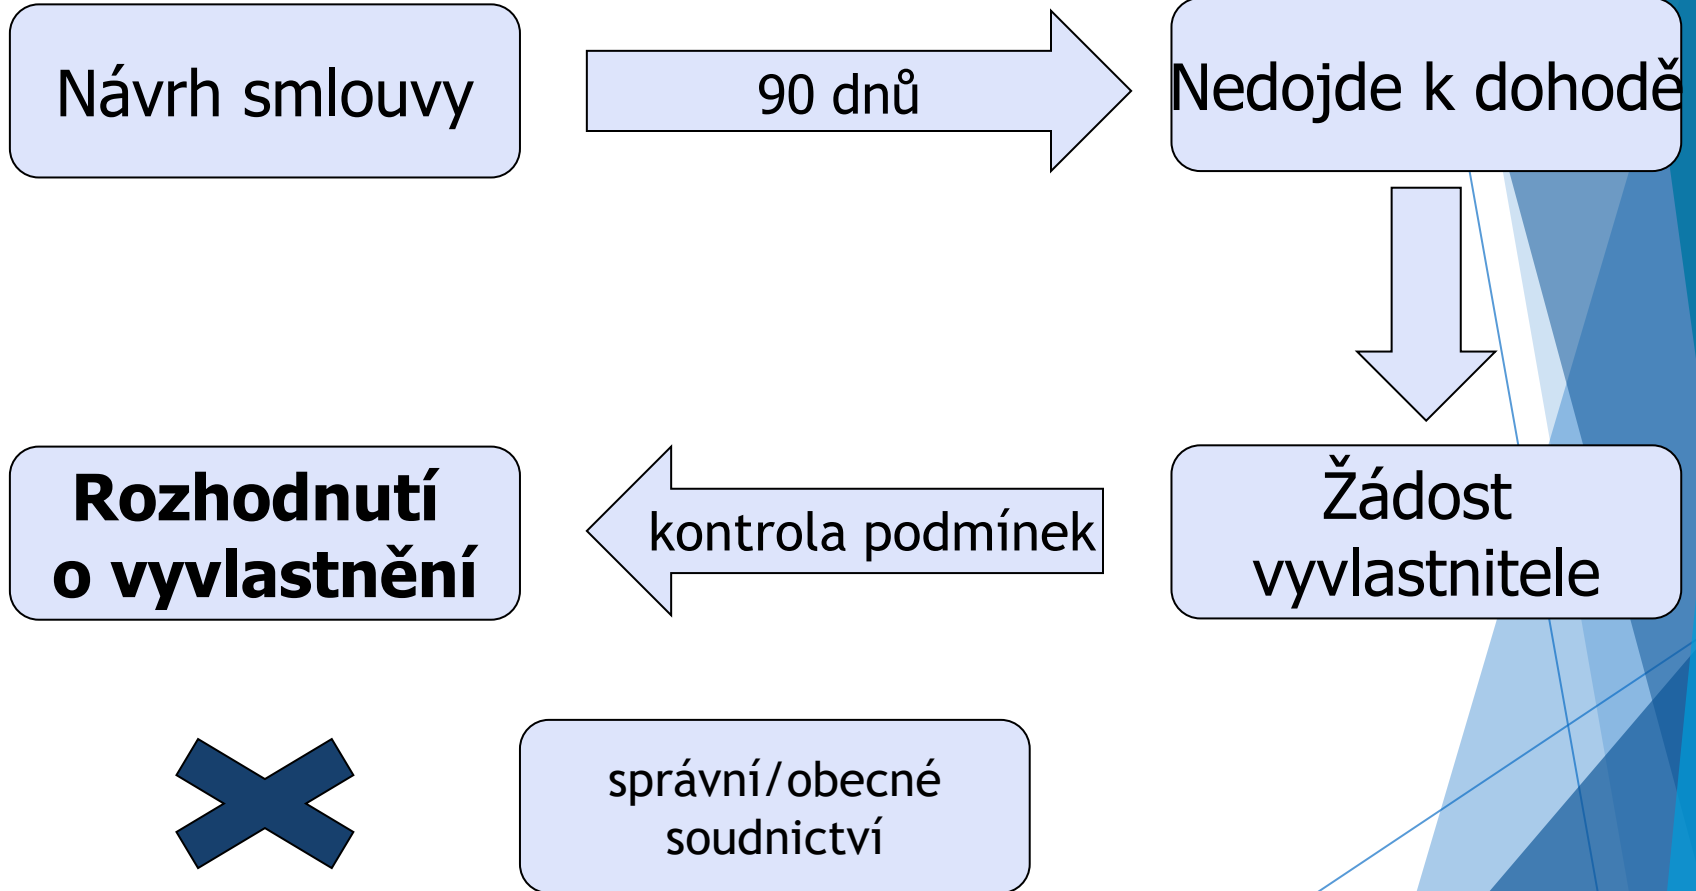 Návrh smlouvy
90 dnů
Nedojde k dohodě
Žádost
vyvlastnitele
kontrola podmínek
Rozhodnutí
o vyvlastnění
správní/obecné
soudnictví